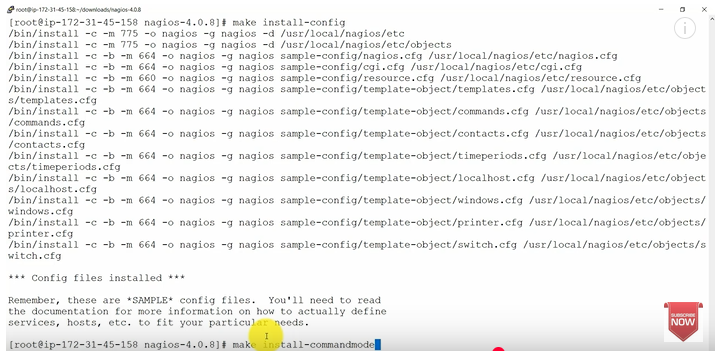 root@ip-172-31-45-158:~/downloads/nagios-4.0.8
[root@ip-172-31-45-158 nagios-4.0.8]# make install-config
/bin/install -c -m 775 -o nagios -g nagios -d /usr/local/nagios/etc
/bin/install -c -m 775 -o nagios -g nagios -d /usr/local/nagios/etc/objects
/bin/install -c -b -m 664 -o nagios -g nagios sample-config/nagios.cfg /usr/local/nagios/etc/nagios.cfg
/bin/install -c -b -m 664 -o nagios -g nagios sample-config/cgi.cfg /usr/local/nagios/etc/cgi.cfg
/bin/install -c -b -m 660 -o nagios -g nagios sample-config/resource.cfg /usr/local/nagios/etc/resource.cfg
/bin/install -c -b -m 664 -o nagios -g nagios sample-config/template-object/templates.cfg /usr/local/nagios/etc/object
s/templates.cfg
/bin/install -c -b -m 664 -o nagios -g nagios sample-config/template-object/commands.cfg /usr/local/nagios/etc/objects
/commands.cfg
/bin/install -c -b -m 664 -o nagios -g nagios sample-config/template-object/contacts.cfg /usr/local/nagios/etc/objects
/contacts.cfg
/bin/install -c -b -m 664 -o nagios -g nagios sample-config/template-object/timeperiods.cfg /usr/local/nagios/etc/obje
cts/timeperiods.cfg
/bin/install -c -b -m 664 -o nagios -g nagios sample-config/template-object/localhost.cfg /usr/local/nagios/etc/object
s/localhost.cfg
/bin/install -c -b -m 664 -o nagios -g nagios sample-config/template-object/windows.cfg /usr/local/nagios/etc/objects/
windows.cfg
/bin/install -c -b -m 664 -o nagios -g nagios sample-config/template-object/printer.cfg /usr/local/nagios/etc/objects/
printer.cfg
/bin/install -c -b -m 664 -o nagios -g nagios sample-config/template-object/switch.cfg /usr/local/nagios/etc/objects/s
witch.cfg
*** Config files installed ***
Remember, these are *SAMPLE* config files.  You'll need to read
the documentation for more information on how to actually define
services, hosts, etc. to fit your particular needs.
[root@ip-172-31-45-158 nagios-4.0.8]# make install-commandmode
SUBSCRIBE
NOW